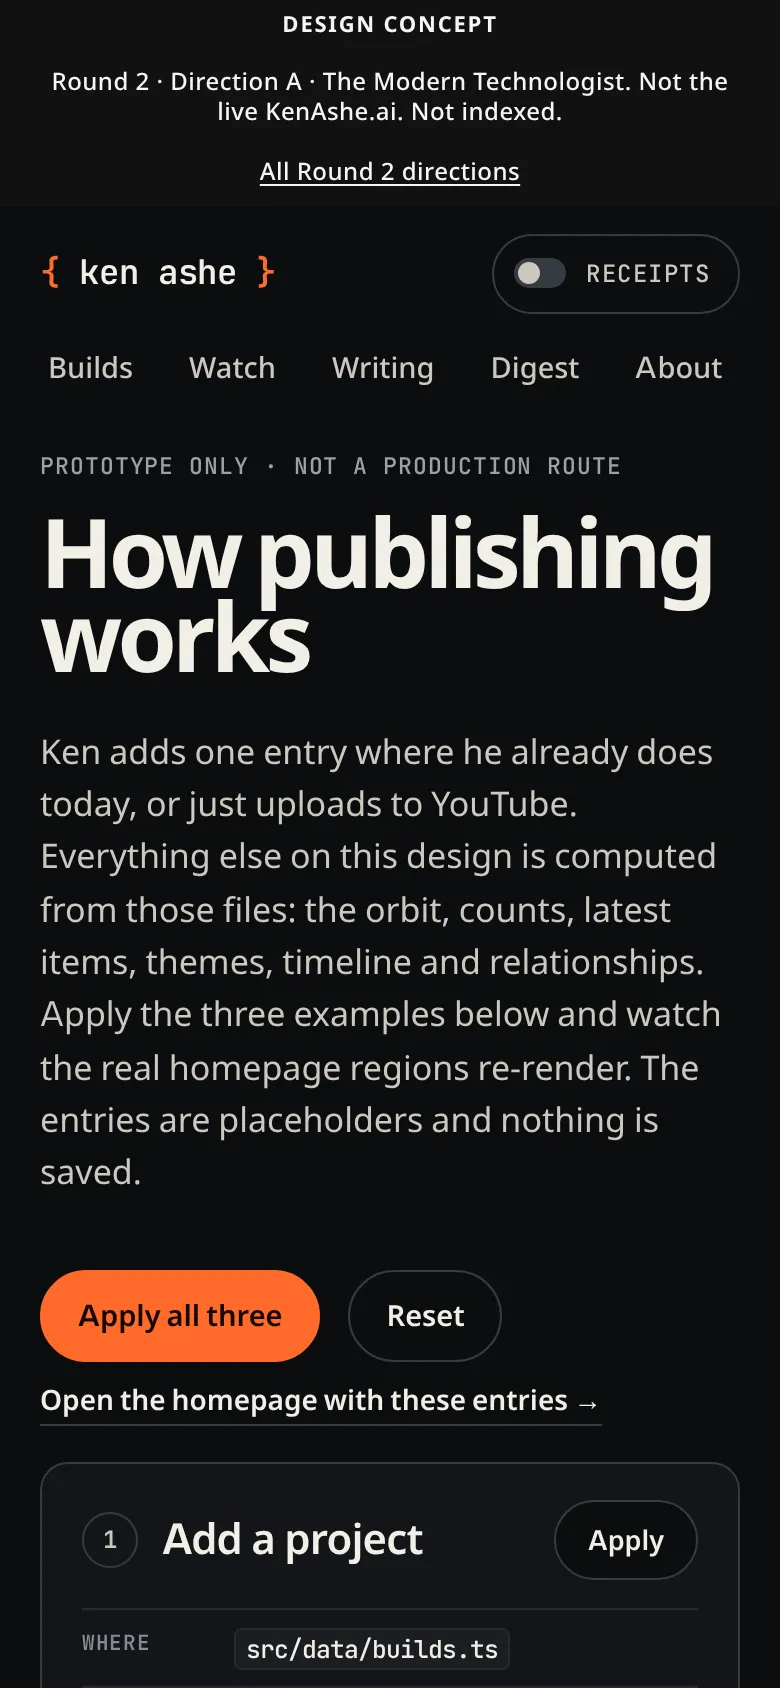 DESIGN CONCEPT
Round 2 · Direction A · The Modern Technologist. Not the
live KenAshe.ai. Not indexed.
All Round 2 directions
{ ken ashe }
RECEIPTS
Builds Watch Writing Digest About
PROTOTYPE ONLY · NOT A PRODUCTION ROUTE
How publishing
works
Ken adds one entry where he already does
today, or just uploads to YouTube.
Everything else on this design is computed
from those files: the orbit, counts, latest
items, themes, timeline and relationships.
Apply the three examples below and watch
the real homepage regions re-render. The
entries are placeholders and nothing is
saved.
Apply all three
Reset
Open the homepage with these entries →
1 Add a project
Apply
WHERE src/data/builds.ts